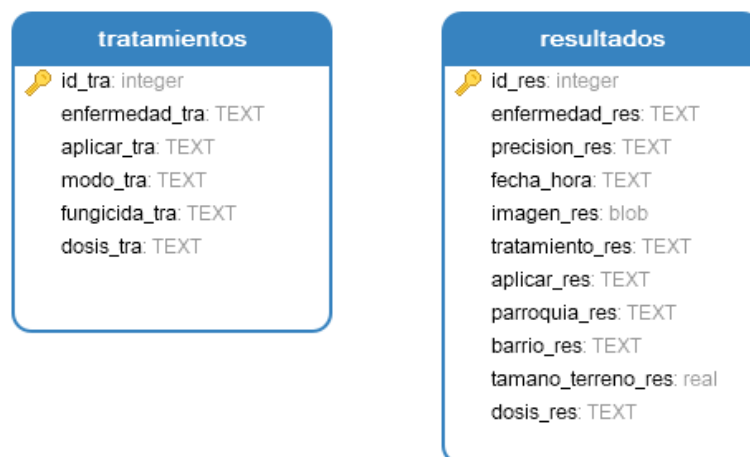 tratamientos
id_tra: integer
enfermedad_tra: TEXT
aplicar_tra: TEXT
modo_tra: TEXT
fungicida_tra: TEXT
dosis_tra: TEXT
resultados
id_res: integer
enfermedad_res: TEXT
precision_res: TEXT
fecha_hora: TEXT
imagen_res: blob
tratamiento_res: TEXT
aplicar_res: TEXT
parroquia_res: TEXT
barrio_res: TEXT
tamano_terreno_res: real
dosis_res: TEXT